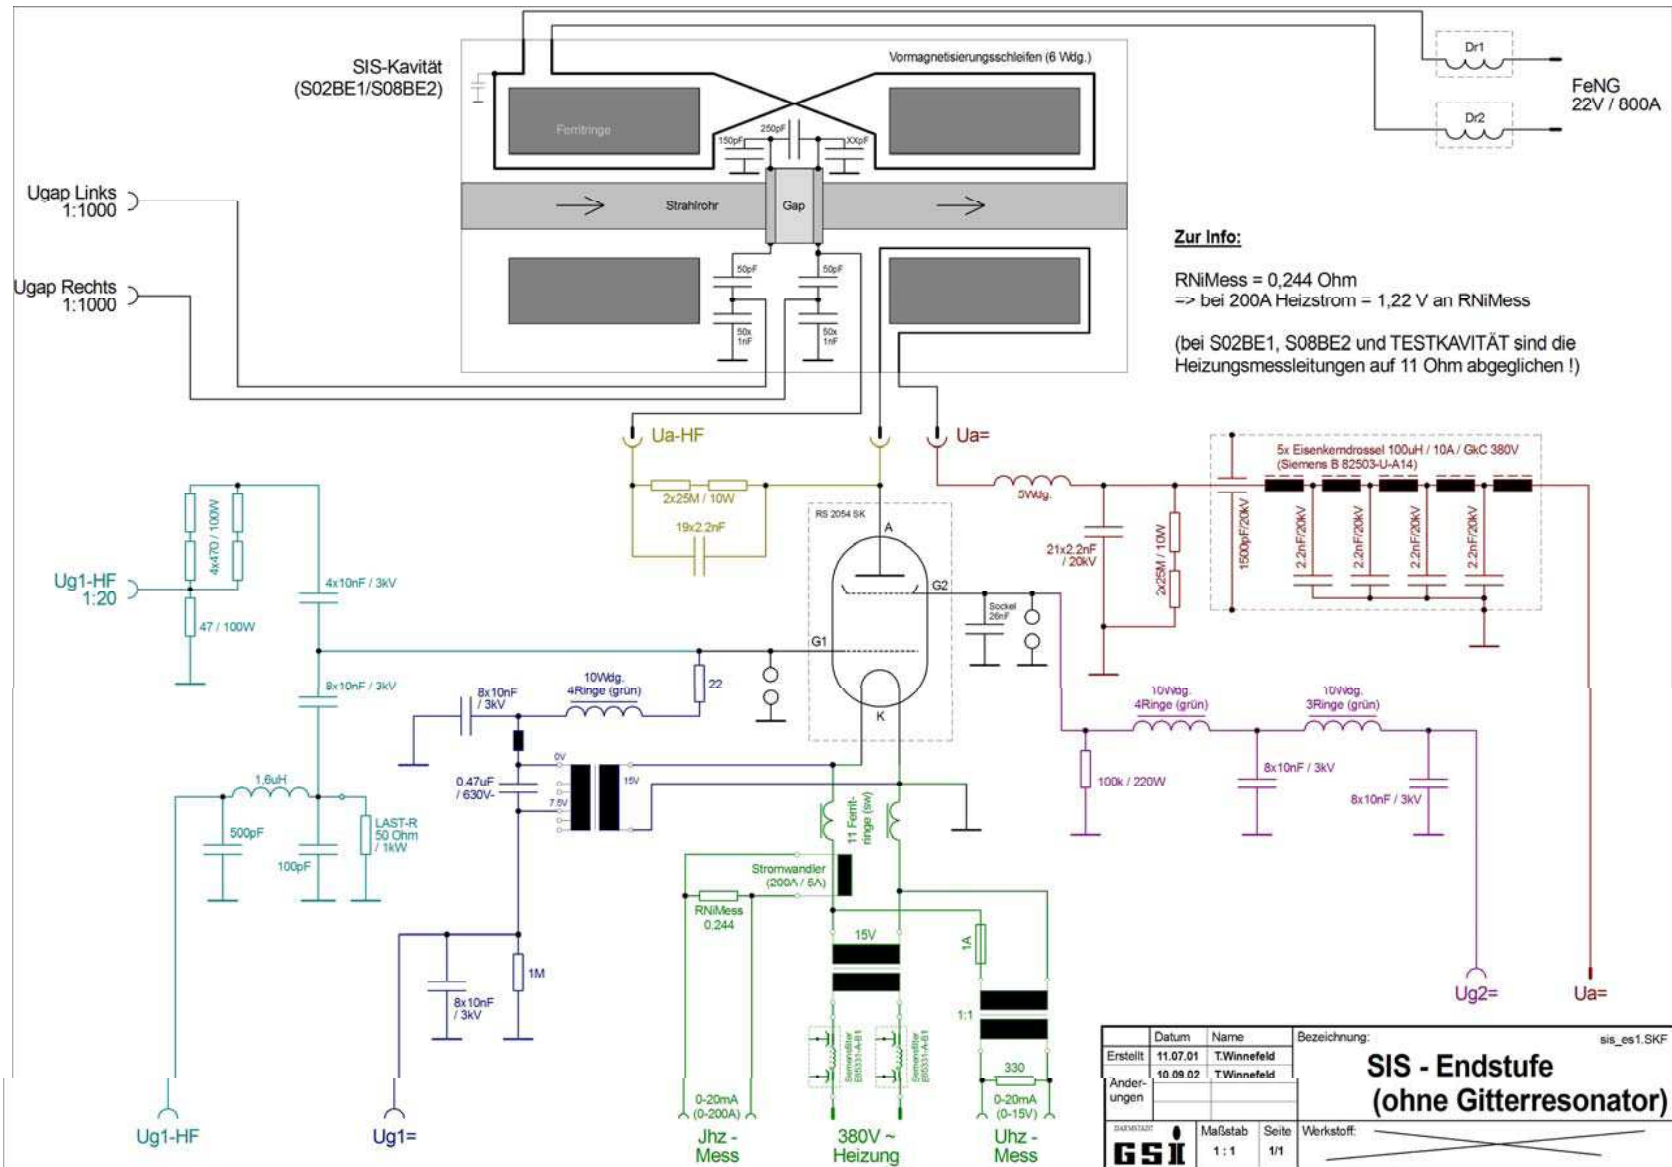 SIS-Kavität
(S02BE1/S08BE2)
Vormagnetisierungsschleifen (6 Wdg.)
Dr1
Dr2
FeNG
22V / 800A
Ferritringe
250pF
150pF
XXpF
Ugap Links
1:1000
Strahlrohr
Gap
Ugap Rechts
1:1000
50pF
50pF
50x
1nF
50x
1nF
Zur Info:
RNiMess = 0,244 Ohm
=> bei 200A Heizstrom = 1,22 V an RNiMess
(bei S02BE1, S08BE2 und TESTKAVITÄT sind die
Heizungsmessleitungen auf 11 Ohm abgeglichen !)
Ua-HF
Ua=
5x Eisenkerndrossel 100uH / 10A / GkC 380V
(Siemens B 82503-U-A14)
2x25M / 10W
19x2.2nF
RS 2054 SK
A
G2
G1
K
3Wdg.
21x2.2nF
/ 20kV
2x25M / 10W
1500pF/20kV
2.2nF/20kV
2.2nF/20kV
2.2nF/20kV
2.2nF/20kV
4x470 / 100W
Ug1-HF
1:20
47 / 100W
4x10nF / 3kV
8x10nF / 3kV
Sockel
26nF
8x10nF
/ 3kV
10Wdg.
4Ringe (grün)
22
10Wdg.
4Ringe (grün)
10Wdg.
3Ringe (grün)
100k / 220W
8x10nF / 3kV
8x10nF / 3kV
1,6uH
500pF
100pF
LAST-R
50 Ohm
/ 1kW
0.47uF
/ 630V-
0V
7.5V
15V
11 Ferrit-
ringe (sw)
Stromwandler
(200A / 5A)
RNiMess
0.244
15V
1A
1:1
1M
8x10nF
/ 3kV
330
0-20mA
(0-200A)
0-20mA
(0-15V)
Ug1-HF
Ug1=
Jhz -
Mess
380V ~
Heizung
Uhz -
Mess
Ug2=
Ua=
Datum
Name
Bezeichnung:
sis_es1.SKF
Erstellt
11.07.01
T.Winnefeld
10.09.02
T.Winnefeld
Änder-
ungen
SIS - Endstufe
(ohne Gitterresonator)
DARMSTADT
GSI
Maßstab
1 : 1
Seite
1/1
Werkstoff: